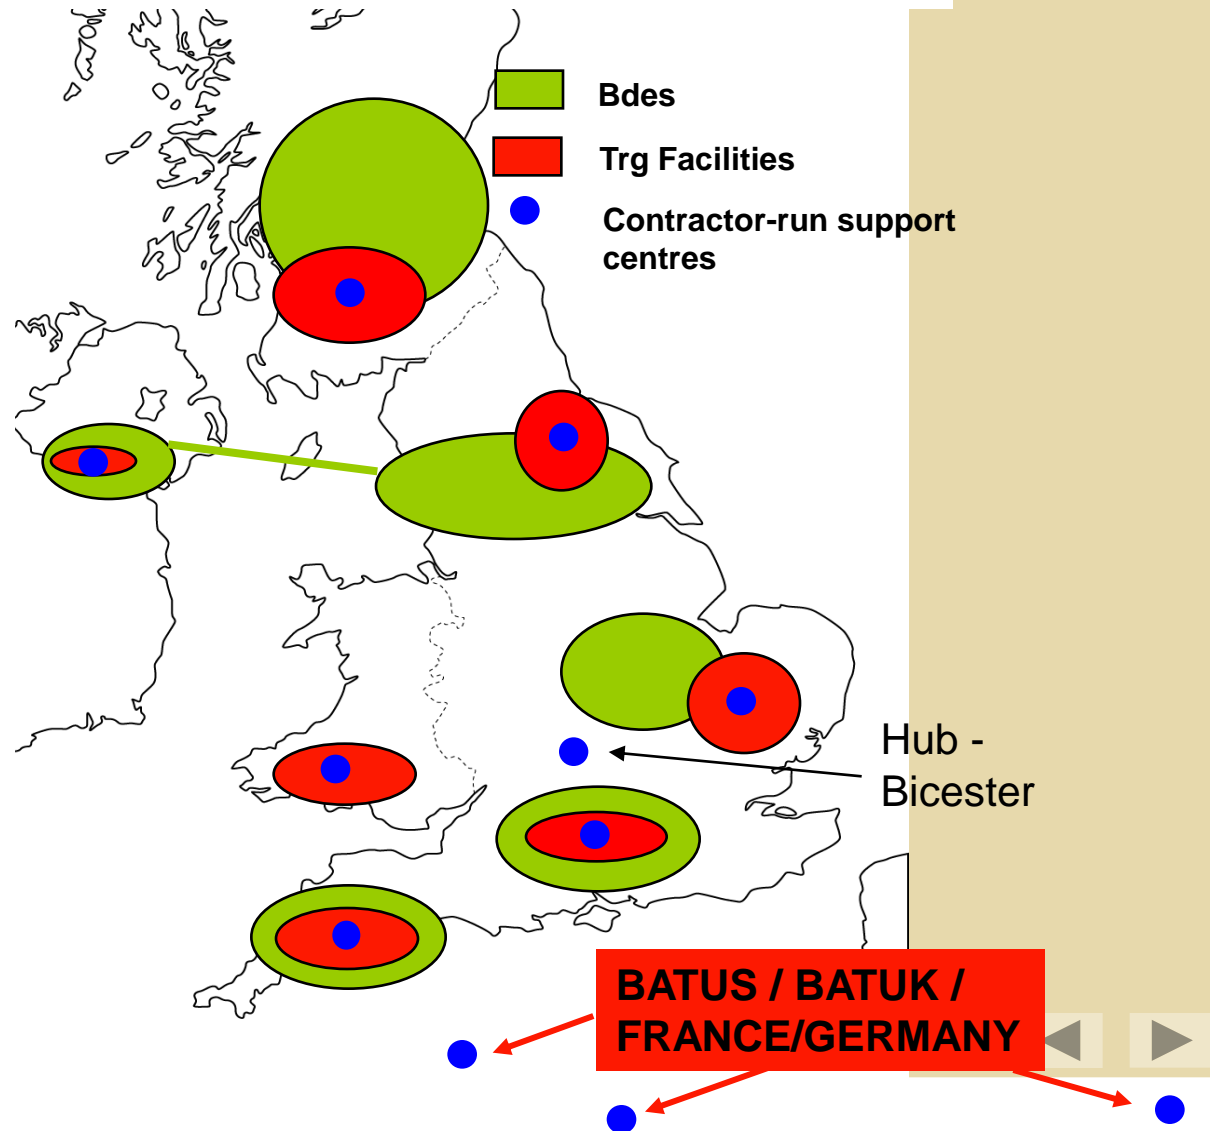 Bdes
Trg Facilities
Contractor-run support
centres
Hub -
Bicester
BATUS / BATUK /
FRANCE/GERMANY